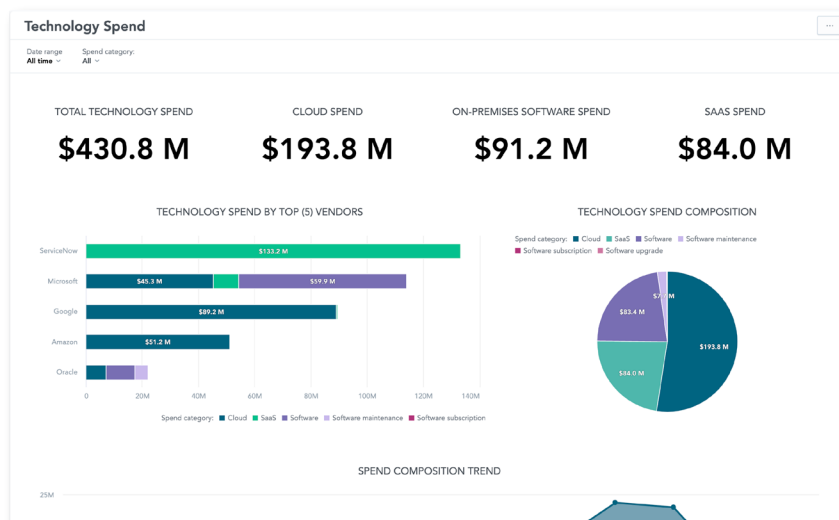 Technology Spend
...
Date range Spend category:
All time All
TOTAL TECHNOLOGY SPEND CLOUD SPEND ON-PREMISES SOFTWARE SPEND SAAS SPEND
$430.8 M $193.8 M $91.2 M $84.0 M
TECHNOLOGY SPEND BY TOP (5) VENDORS
ServiceNow $133.2 M
Microsoft $45.3 M $59.9 M
Google $89.2 M
Amazon $51.2 M
Oracle
0 20M 40M 60M 80M 100M 120M 140M
Spend category: Cloud SaaS Software Software maintenance Software subscription
TECHNOLOGY SPEND COMPOSITION
Spend category: Cloud SaaS Software Software maintenance
Software subscription Software upgrade
$83.4 M
$193.8 M
$84.0 M
SPEND COMPOSITION TREND
25M